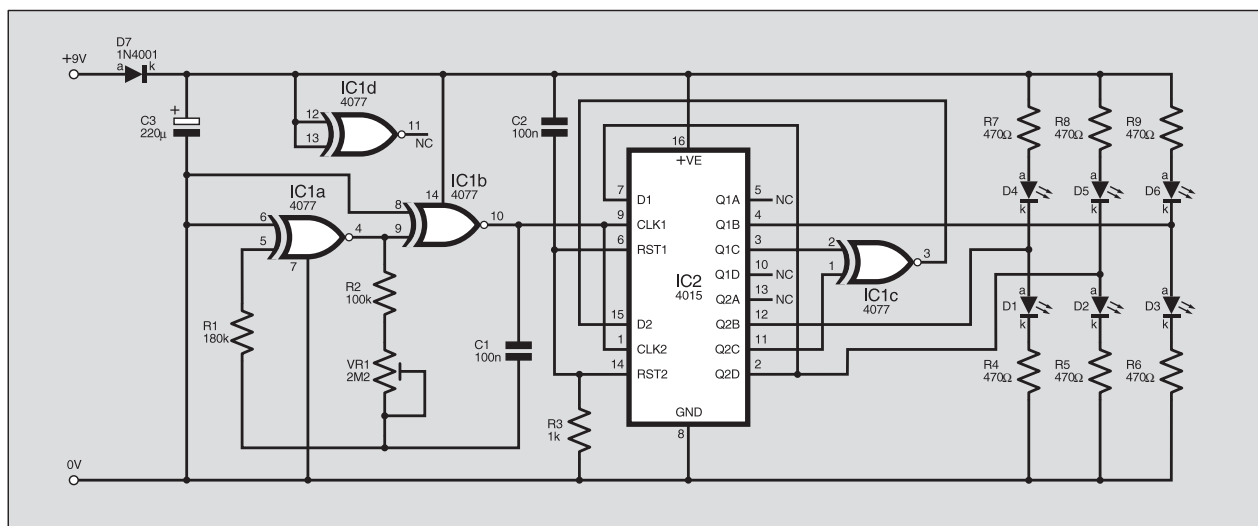 D7
1N4001
a
k
+9V
C3
220µ
+
12
13
IC1d
4077
11
NC
IC1a
4077
6
5
4
7
IC1b
4077
14
8
9
10
R1
180k
R2
100k
VR1
2M2
C1
100n
C2
100n
R3
1k
16
+VE
7
D1
9
CLK1
6
RST1
15
D2
1
CLK2
14
RST2
IC2
4015
Q1A
5
NC
Q1B
4
Q1C
3
Q1D
10
NC
Q2A
13
NC
Q2B
12
Q2C
11
Q2D
2
GND
8
2
1
3
IC1c
4077
R7
470Ω
R8
470Ω
R9
470Ω
a
D4
k
a
D5
k
a
D6
k
a
D1
k
a
D2
k
a
D3
k
R4
470Ω
R5
470Ω
R6
470Ω
0V